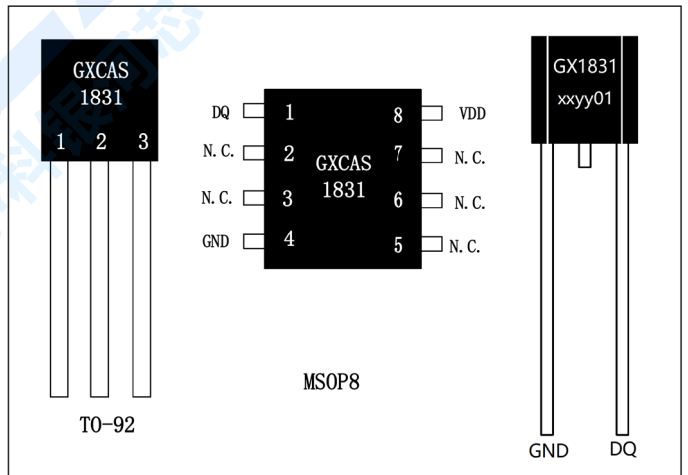 GXCAS
1831
1 2 3
TO-92
DQ 1 8 VDD
N.C. 2 7 N.C.
GXCAS
1831
N.C. 3 6 N.C.
GND 4 5 N.C.
MSOP8
GX1831
xxyy01
GND DQ